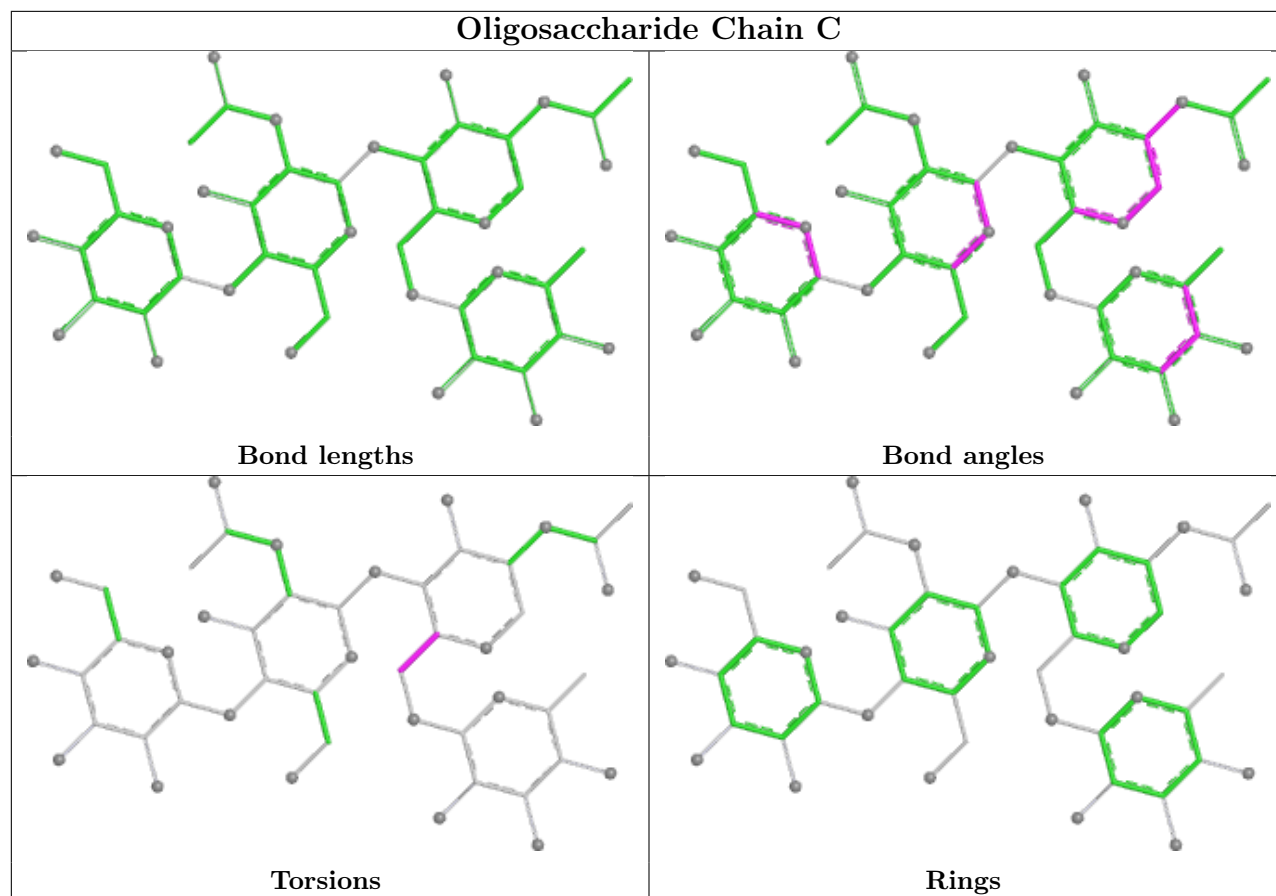 Oligosaccharide Chain C
Bond lengths
Bond angles
Torsions
Rings